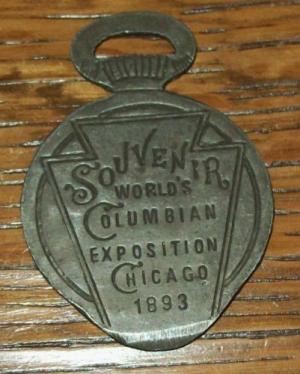 SOUVENIR
WORLD'S
COLUMBIAN
EXPOSITION
CHICAGO
1893